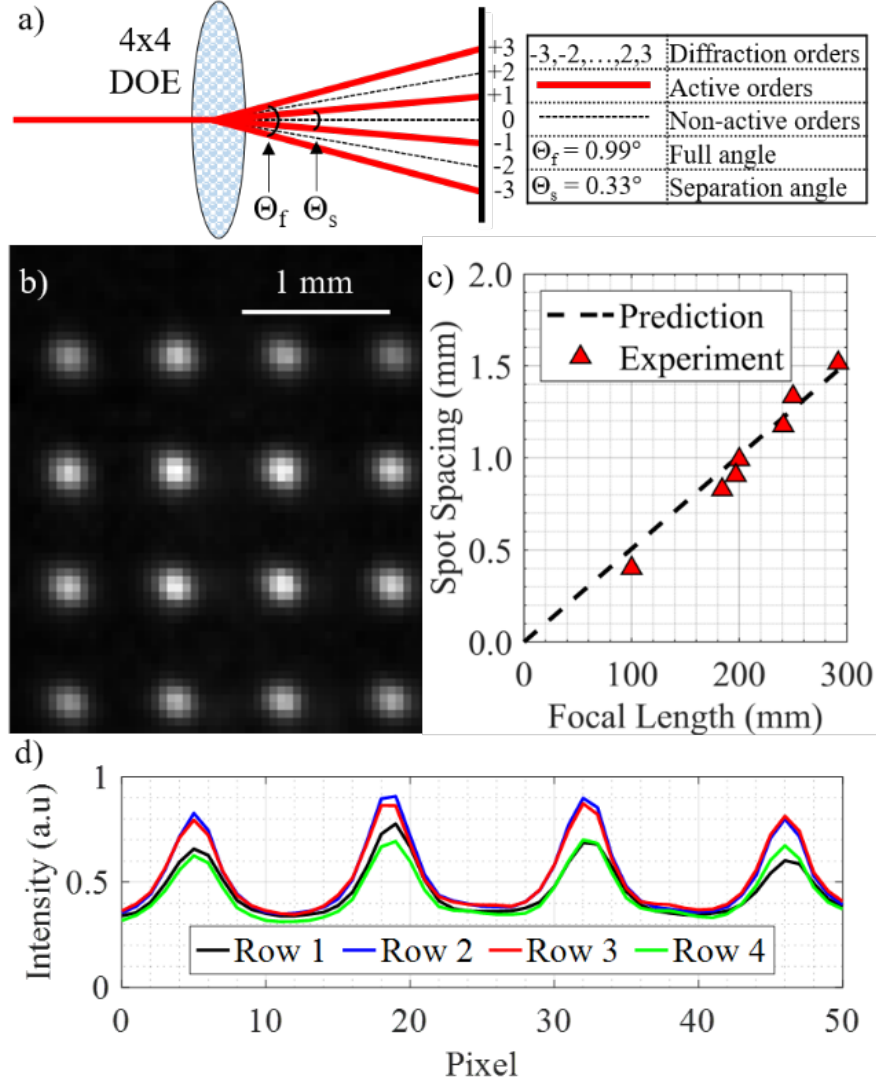 a)
4x4
DOE
Θf
Θs
+3
+2
+1
0
-1
-2
-3
-3,-2,…,2,3 Diffraction orders
Active orders
Non-active orders
Θf = 0.99° Full angle
Θs = 0.33° Separation angle
b)
1 mm
c)
2.0
1.5
1.0
0.5
0.0
Spot Spacing (mm)
Prediction
Experiment
0 100 200 300
Focal Length (mm)
d)
1
0.5
0
Intensity (a.u)
Row 1 Row 2 Row 3 Row 4
0 10 20 30 40 50
Pixel